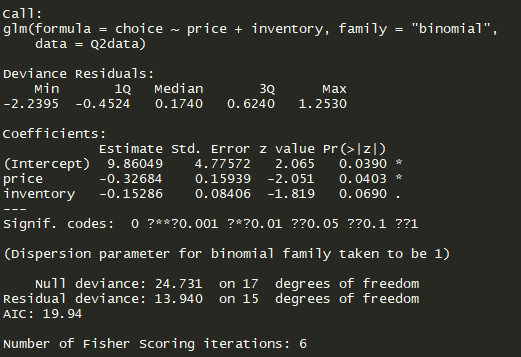 Call:
glm(formula = choice ~ price + inventory, family = "binomial",
    data = Q2data)
Deviance Residuals:
    Min       1Q   Median       3Q      Max
-2.2395  -0.4524   0.1740   0.6240   1.2530
Coefficients:
            Estimate Std. Error z value Pr(>|z|)
(Intercept)  9.86049    4.77572   2.065   0.0390 *
price       -0.32684    0.15939  -2.051   0.0403 *
inventory   -0.15286    0.08406  -1.819   0.0690 .
---
Signif. codes:  0 ?**?0.001 ?*?0.01 ??0.05 ??0.1 ??1
(Dispersion parameter for binomial family taken to be 1)
    Null deviance: 24.731  on 17  degrees of freedom
Residual deviance: 13.940  on 15  degrees of freedom
AIC: 19.94
Number of Fisher Scoring iterations: 6